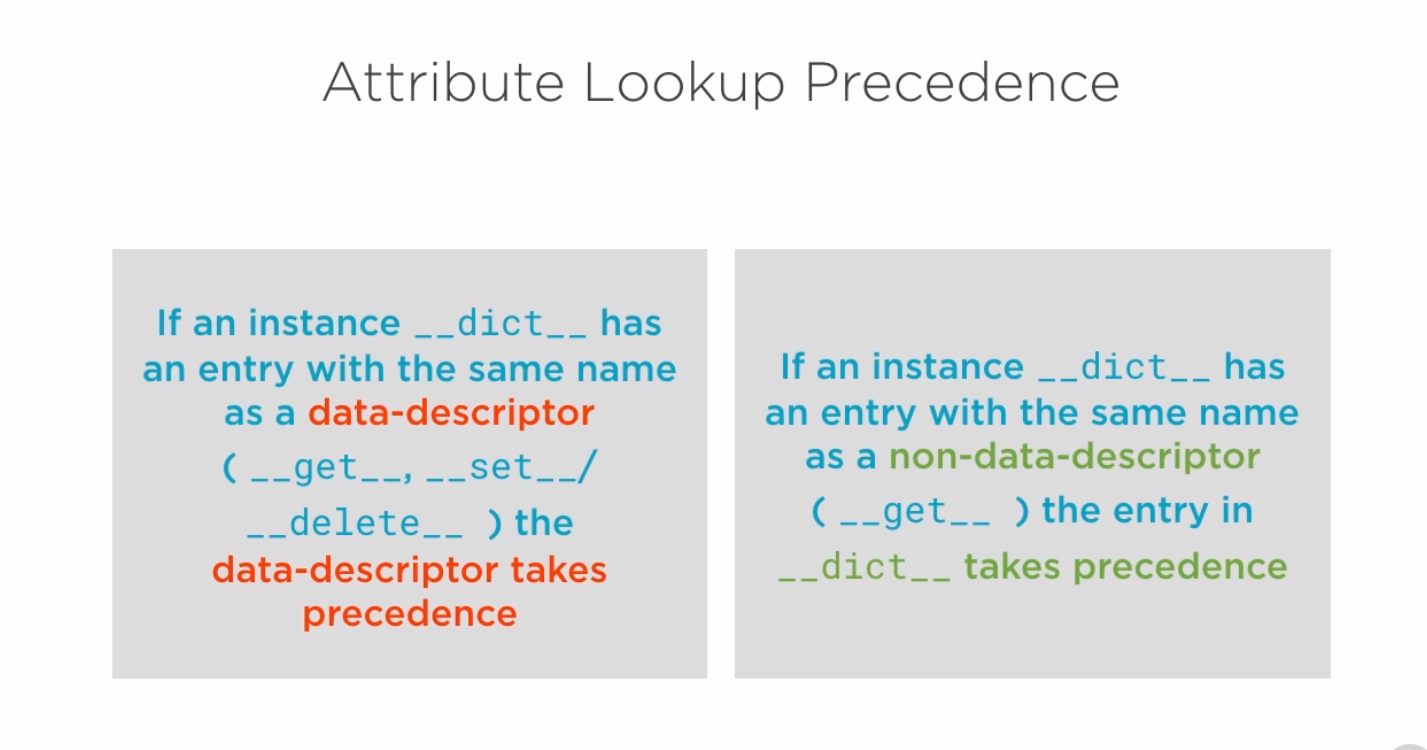 Attribute Lookup Precedence
If an instance __dict__ has
an entry with the same name
as a data-descriptor
( __get__, __set__/
__delete__ ) the
data-descriptor takes
precedence
If an instance __dict__ has
an entry with the same name
as a non-data-descriptor
( __get__ ) the entry in
__dict__ takes precedence